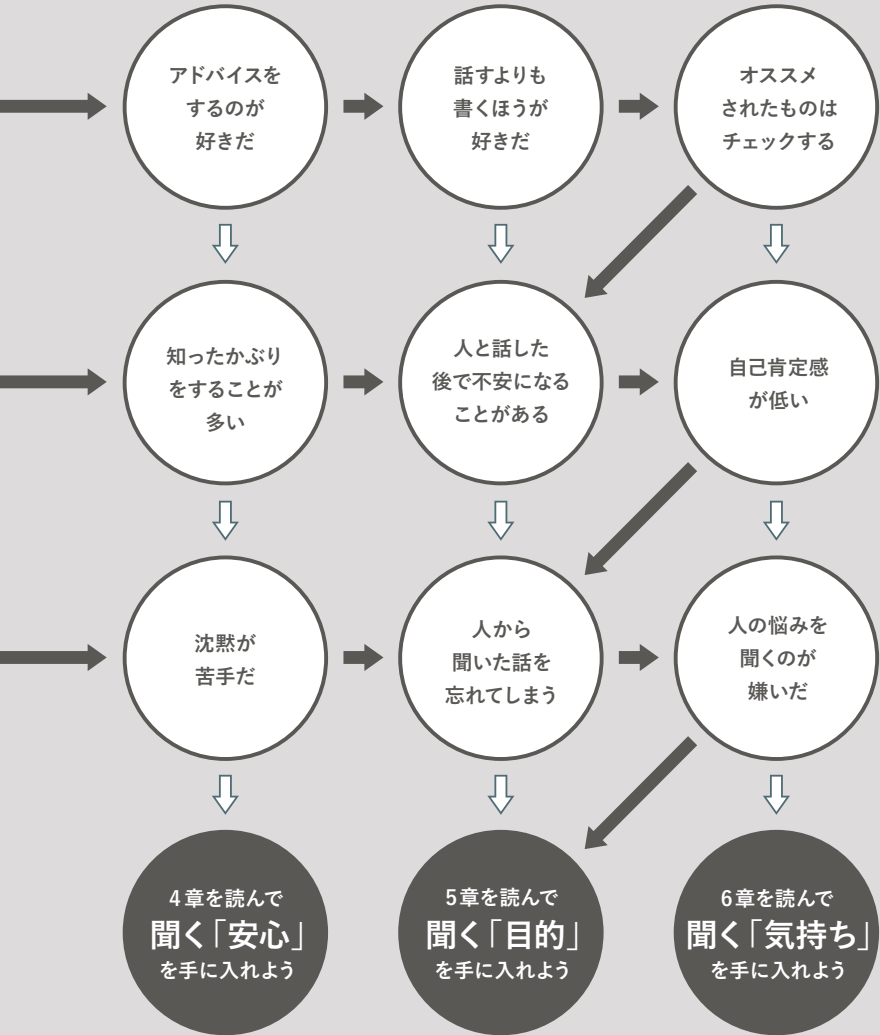 アドバイスを
するのが
好きだ
話すよりも
書くほうが
好きだ
オススメ
されたものは
チェックする
知ったかぶり
をすることが
多い
人と話した
後で不安になる
ことがある
自己肯定感
が低い
沈黙が
苦手だ
人から
聞いた話を
忘れてしまう
人の悩みを
聞くのが
嫌いだ
4章を読んで
聞く「安心」
を手に入れよう
5章を読んで
聞く「目的」
を手に入れよう
6章を読んで
聞く「気持ち」
を手に入れよう